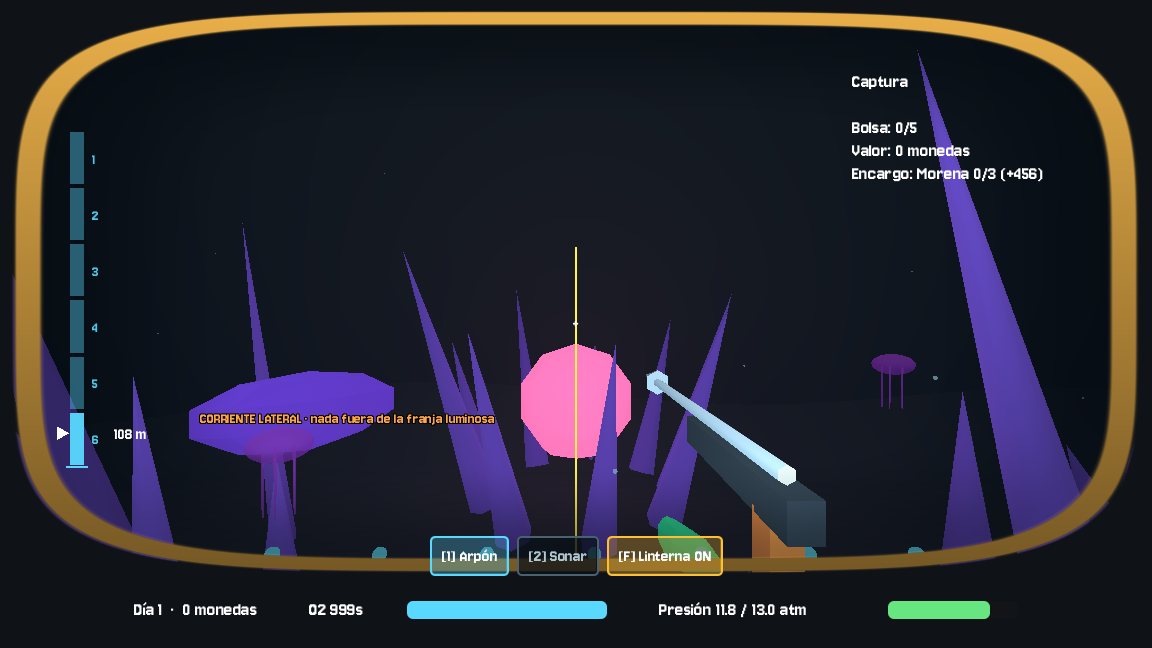 Captura
Bolsa: 0/5
Valor: 0 monedas
Encargo: Morena 0/3 (+456)
1
2
3
4
5
6
108 m
CORRIENTE LATERAL · nada fuera de la franja luminosa
[1] Arpón
[2] Sonar
[F] Linterna ON
Día 1 · 0 monedas
O2 999s
Presión 11.8 / 13.0 atm